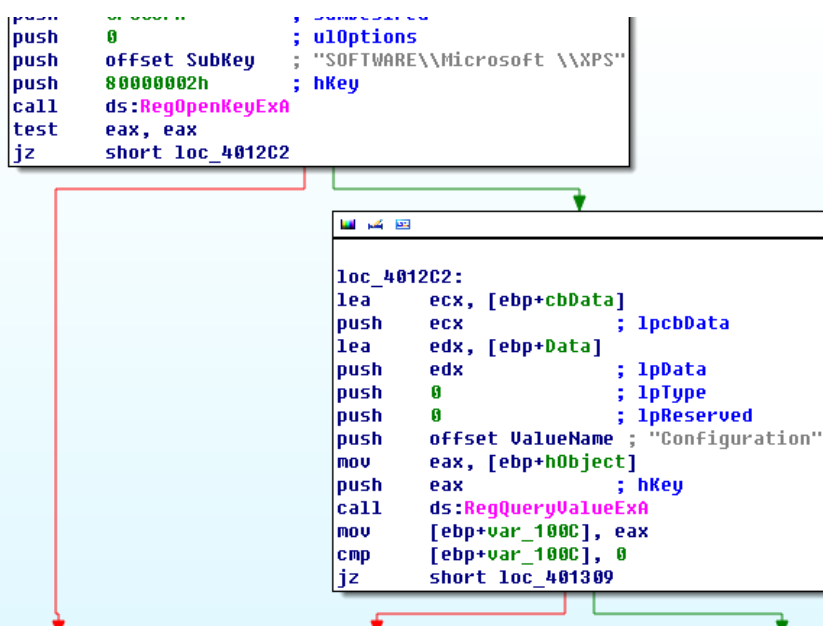 push 0 ; ulOptions
push offset SubKey ; "SOFTWARE\\Microsoft \\XPS"
push 80000002h ; hKey
call ds:RegOpenKeyExA
test eax, eax
jz short loc_4012C2
loc_4012C2:
lea ecx, [ebp+cbData]
push ecx ; lpcbData
lea edx, [ebp+Data]
push edx ; lpData
push 0 ; lpType
push 0 ; lpReserved
push offset ValueName ; "Configuration"
mov eax, [ebp+hObject]
push eax ; hKey
call ds:RegQueryValueExA
mov [ebp+var_100C], eax
cmp [ebp+var_100C], 0
jz short loc_401309